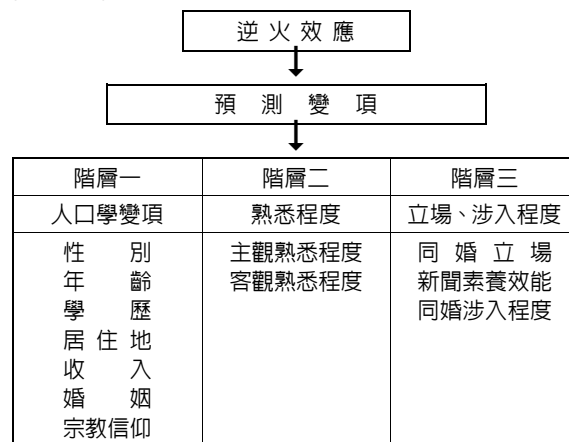 逆火效應
預測變項
階層一 階層二 階層三
人口學變項 熟悉程度 立場、涉入程度
性別 主觀熟悉程度 同婚立場
年齡 客觀熟悉程度 新聞素養效能
學歷 同婚涉入程度
居住地
收入
婚姻
宗教信仰